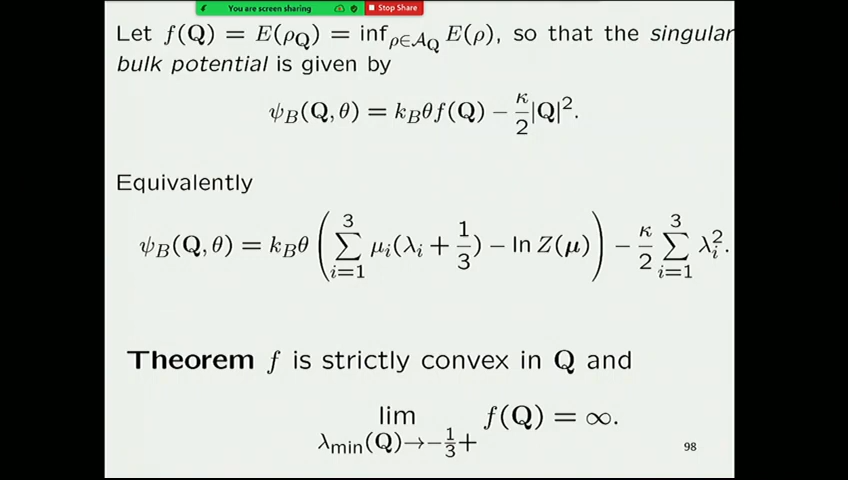 You are screen sharing Stop Share
Let f(Q) = E(ρ_Q) = inf_{ρ∈𝒜_Q} E(ρ), so that the singular
bulk potential is given by
ψ_B(Q, θ) = k_Bθf(Q) − κ/2|Q|².
Equivalently
ψ_B(Q, θ) = k_Bθ (∑_{i=1}^{3} μ_i(λ_i + 1/3) − ln Z(μ)) − κ/2 ∑_{i=1}^{3} λ_i².
Theorem f is strictly convex in Q and
lim_{λ_min(Q)→−1/3+} f(Q) = ∞.
98